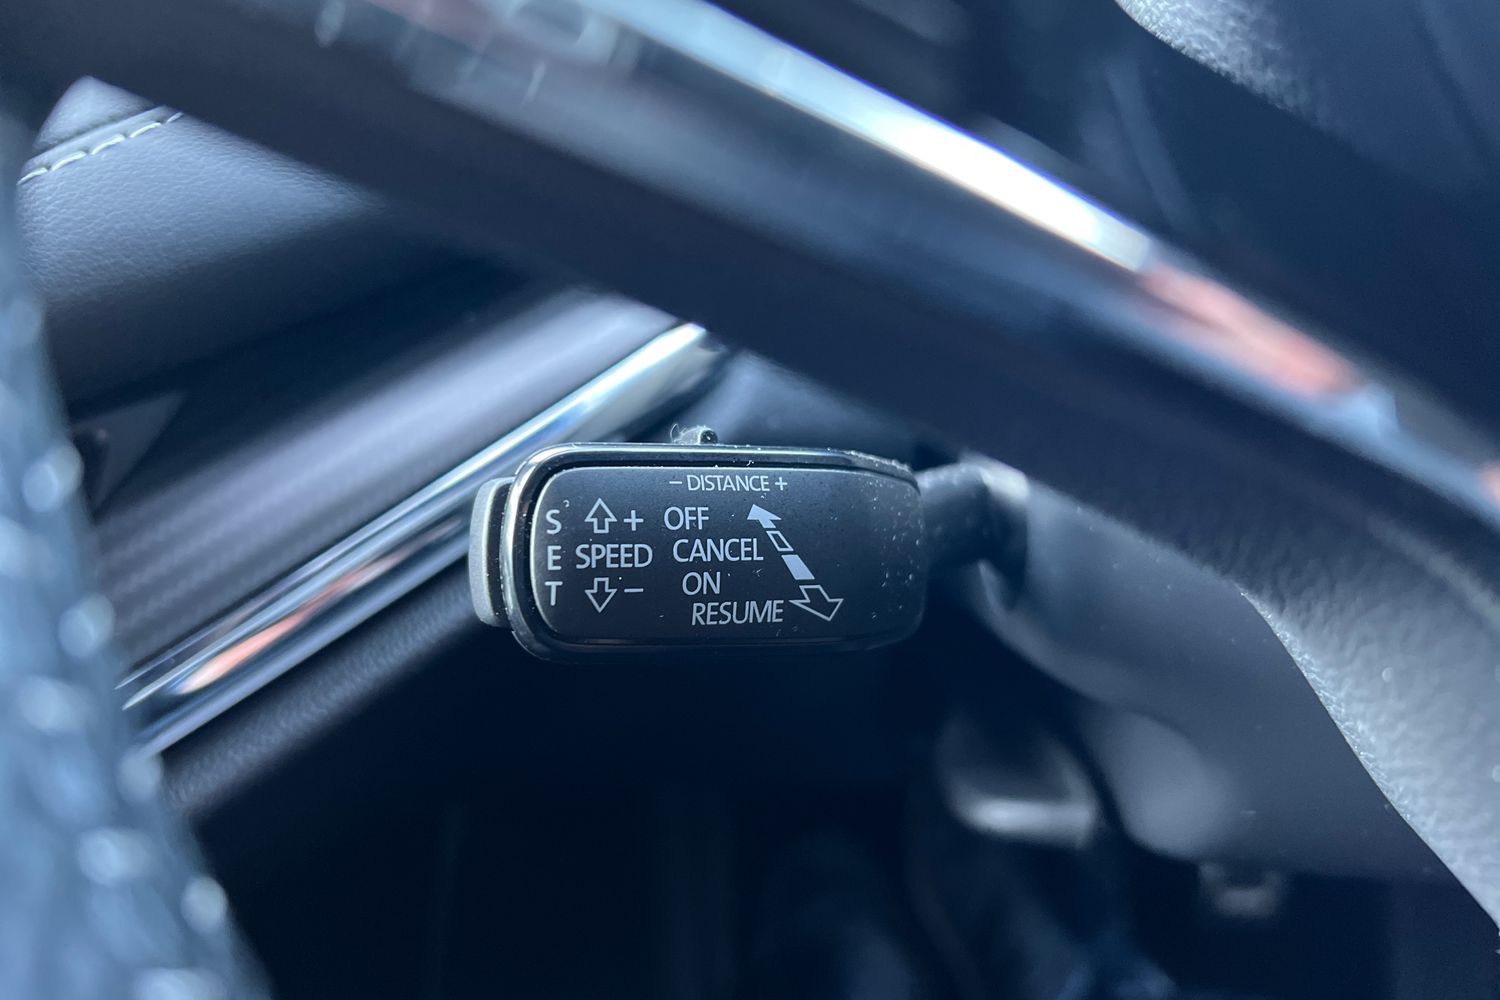 - DISTANCE +
S + OFF
E SPEED CANCEL
T - ON
RESUME